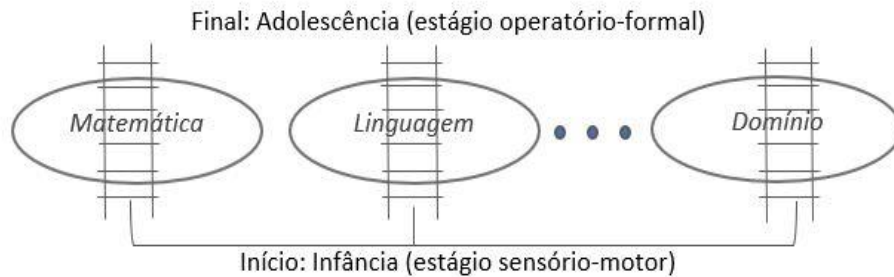 Final: Adolescência (estágio operatório-formal)
Matemática
Linguagem
Domínio
Início: Infância (estágio sensório-motor)